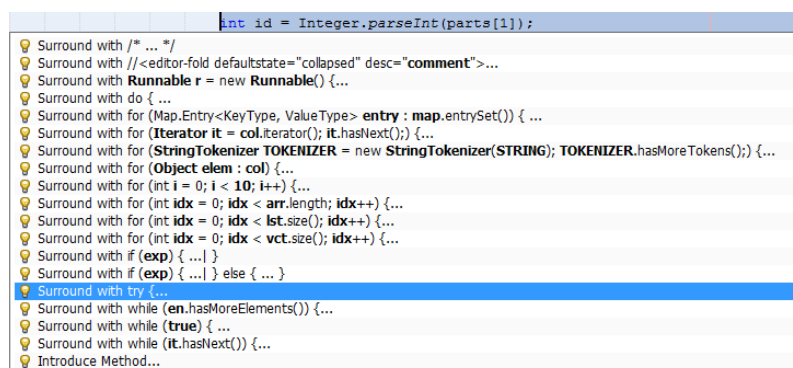 int id = Integer.parseInt(parts[1]);
Surround with /* ... */
Surround with //<editor-fold defaultstate="collapsed" desc="comment">...
Surround with Runnable r = new Runnable() {...
Surround with do { ...
Surround with for (Map.Entry<KeyType, ValueType> entry : map.entrySet()) { ...
Surround with for (Iterator it = col.iterator(); it.hasNext();) {...
Surround with for (StringTokenizer TOKENIZER = new StringTokenizer(STRING); TOKENIZER.hasMoreTokens();) {...
Surround with for (Object elem : col) {...
Surround with for (int i = 0; i < 10; i++) {...
Surround with for (int idx = 0; idx < arr.length; idx++) {...
Surround with for (int idx = 0; idx < lst.size(); idx++) {...
Surround with for (int idx = 0; idx < vct.size(); idx++) {...
Surround with if (exp) { ...| }
Surround with if (exp) { ...| } else { ... }
Surround with try {...
Surround with while (en.hasMoreElements()) {...
Surround with while (true) { ...
Surround with while (it.hasNext()) {...
Introduce Method...